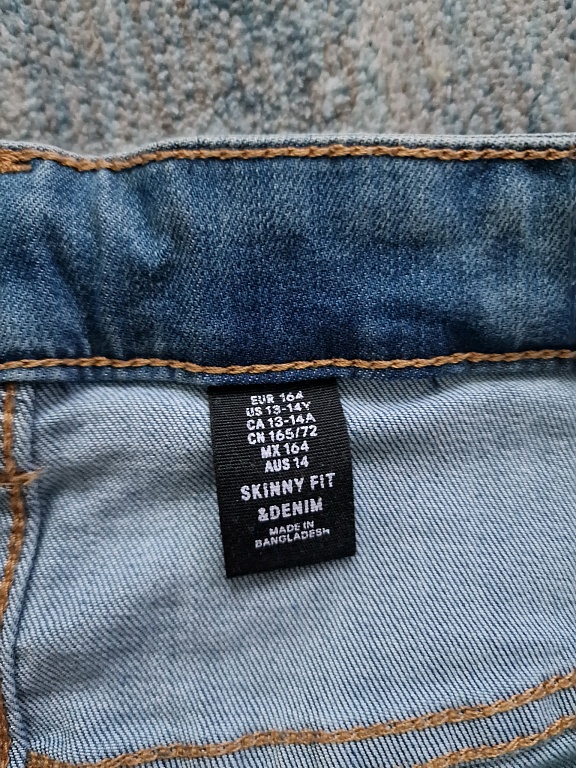 EUR 164
US 13-14Y
CA 13-14A
CN 165/72
MX 164
AUS 14
SKINNY FIT
&DENIM
MADE IN
BANGLADESH